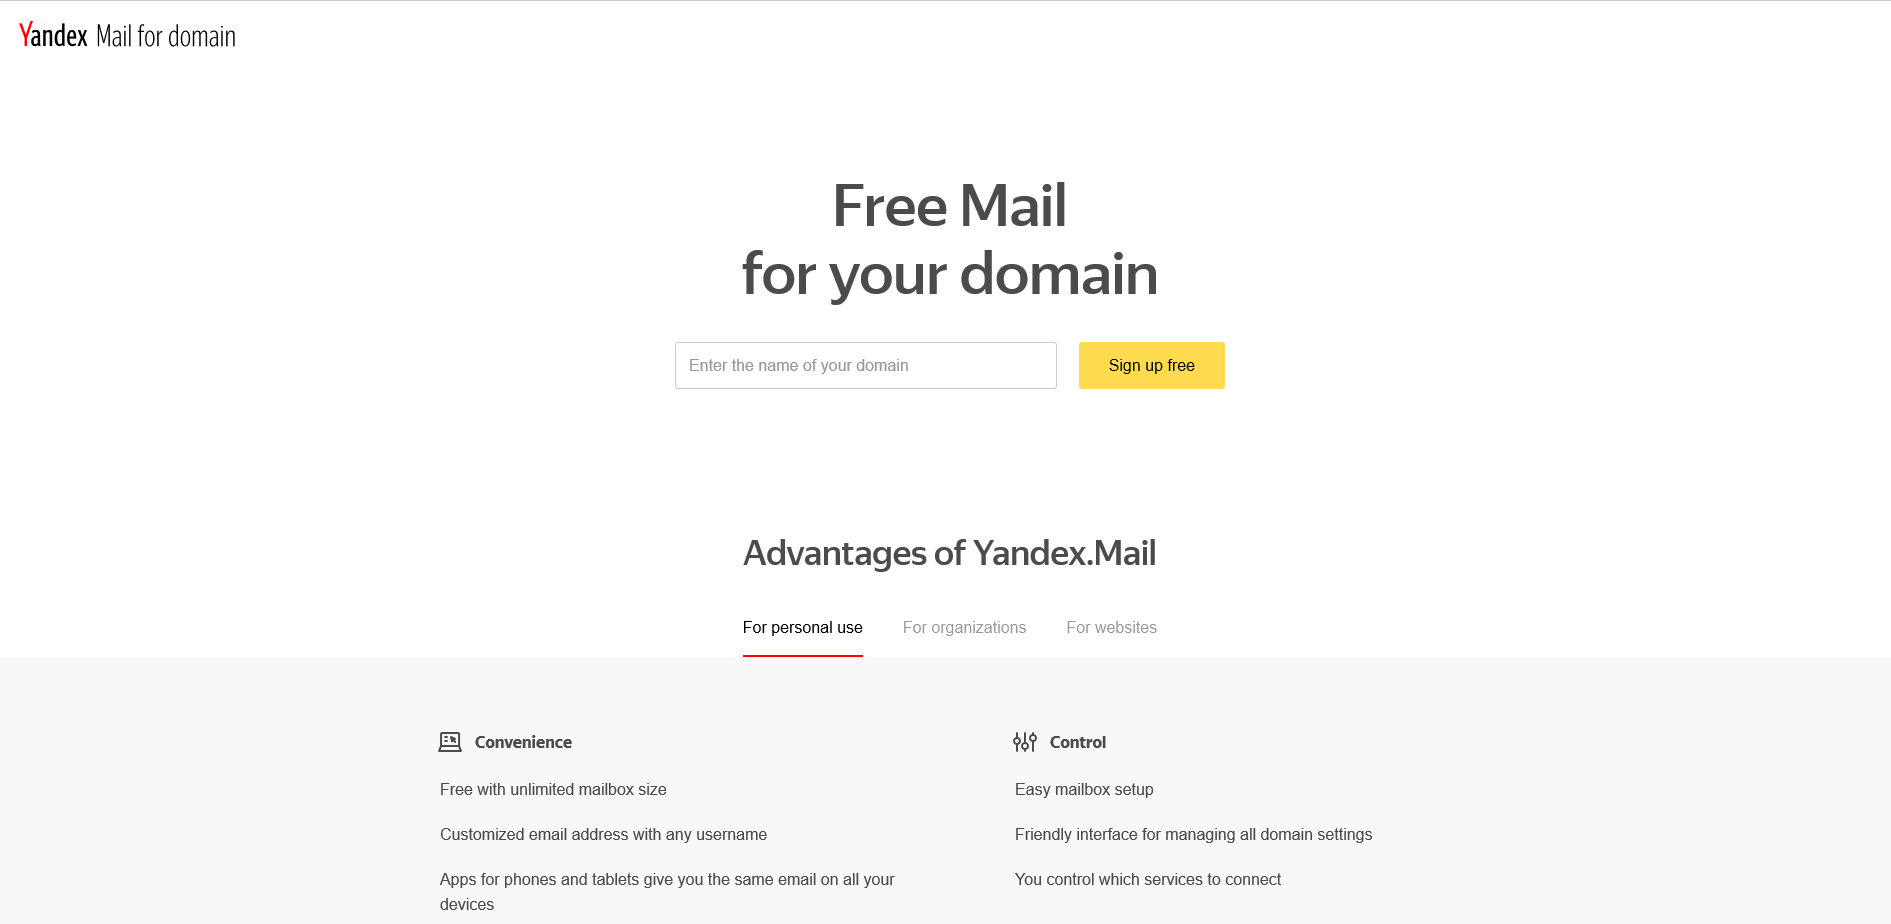 Yandex Mail for domain
Free Mail
for your domain
Enter the name of your domain
Sign up free
Advantages of Yandex.Mail
For personal use
For organizations
For websites
Convenience
Free with unlimited mailbox size
Customized email address with any username
Apps for phones and tablets give you the same email on all your
devices
Control
Easy mailbox setup
Friendly interface for managing all domain settings
You control which services to connect